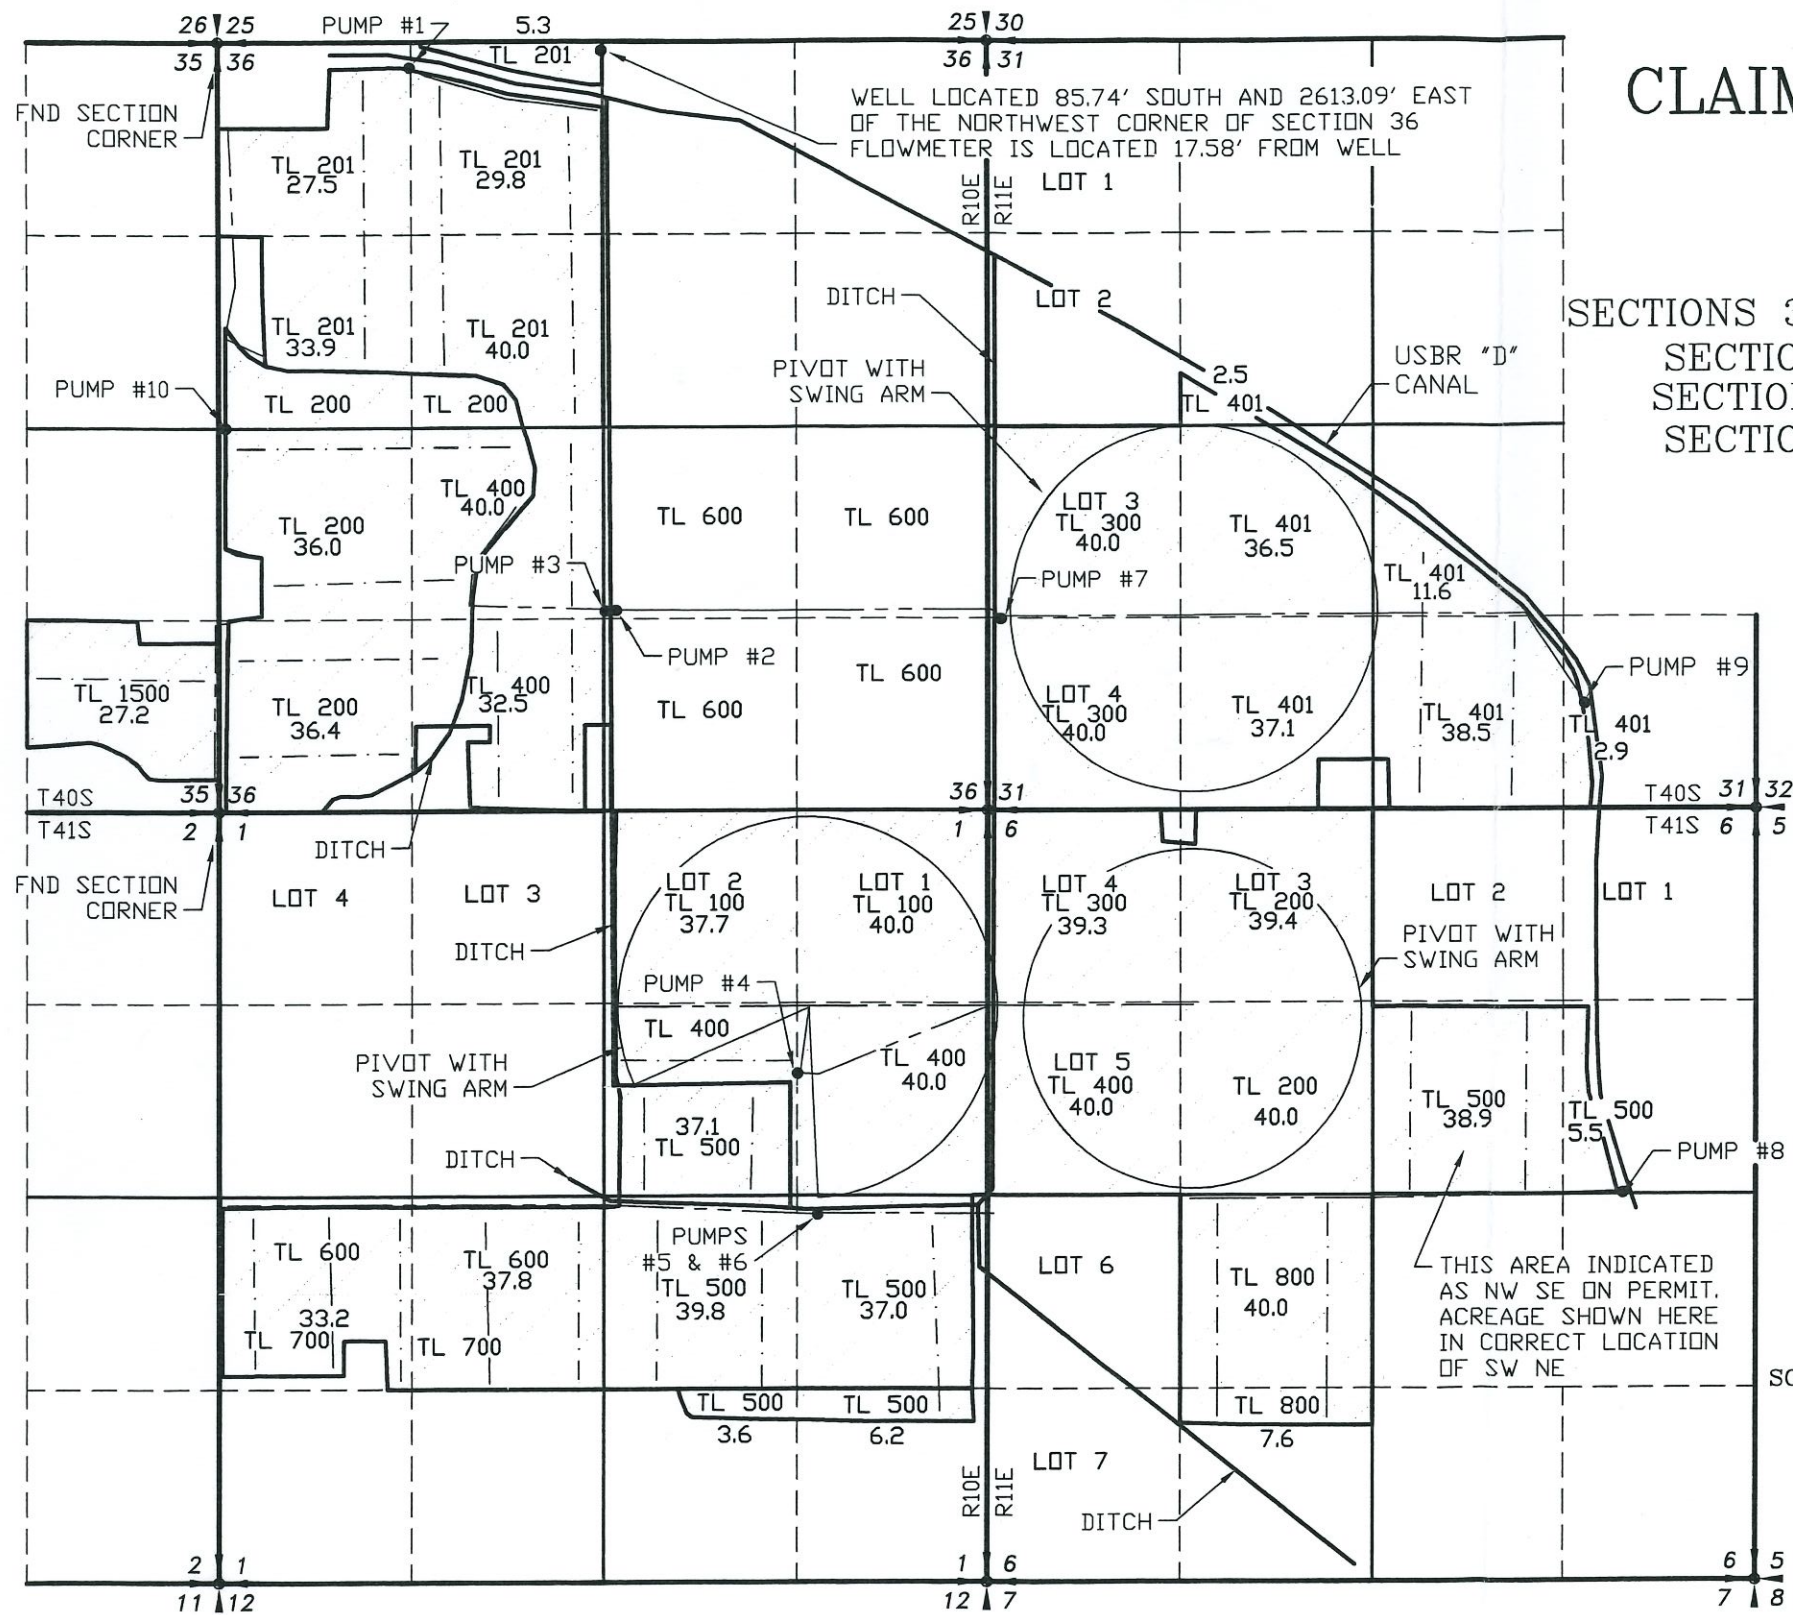 26 25
PUMP #1
5.3
25 30
35 36
TL 201
36 31
CLAIM
FND SECTION
CORNER
WELL LOCATED 85.74' SOUTH AND 2613.09' EAST
OF THE NORTHWEST CORNER OF SECTION 36
FLOWMETER IS LOCATED 17.58' FROM WELL
TL 201
27.5
TL 201
29.8
R10E
R11E
LOT 1
DITCH
LOT 2
SECTIONS 3
SECTIO
SECTION
SECTIO
TL 201
33.9
TL 201
40.0
PIVOT WITH
SWING ARM
2.5
TL 401
USBR "D"
CANAL
PUMP #10
TL 200
TL 200
TL 400
40.0
TL 200
36.0
TL 600
TL 600
LOT 3
TL 300
40.0
TL 401
36.5
PUMP #3
PUMP #7
TL 401
11.6
PUMP #2
TL 600
TL 600
PUMP #9
TL 1500
27.2
TL 200
36.4
TL 400
32.5
LOT 4
TL 300
40.0
TL 401
37.1
TL 401
38.5
TL 401
2.9
T40S
35 36
36 31
T40S 31 32
T41S
2 1
1 6
T41S 6 5
DITCH
FND SECTION
CORNER
LOT 4
LOT 3
LOT 2
TL 100
37.7
LOT 1
TL 100
40.0
LOT 4
TL 300
39.3
LOT 3
TL 200
39.4
LOT 2
LOT 1
DITCH
PIVOT WITH
SWING ARM
PUMP #4
TL 400
PIVOT WITH
SWING ARM
TL 400
40.0
LOT 5
TL 400
40.0
TL 200
40.0
TL 500
38.9
TL 500
5.5
37.1
TL 500
DITCH
PUMP #8
PUMPS
#5 & #6
TL 600
TL 600
37.8
TL 500
39.8
TL 500
37.0
LOT 6
TL 800
40.0
THIS AREA INDICATED
AS NW SE ON PERMIT.
ACREAGE SHOWN HERE
IN CORRECT LOCATION
OF SW NE
33.2
TL 700
TL 700
SC
TL 500
3.6
TL 500
6.2
TL 800
7.6
LOT 7
R10E
R11E
DITCH
2 1
1 6
6 5
11 12
12 7
7 8